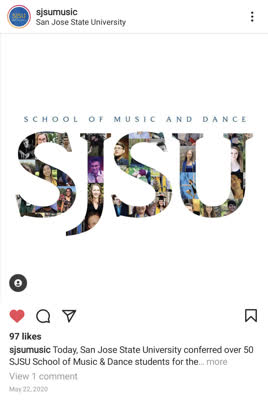 sjsumusic
San Jose State University
SCHOOL OF MUSIC AND DANCE
SJSU
97 likes
sjsumusic Today, San Jose State University conferred over 50
SJSU School of Music & Dance students for the... more
View 1 comment
May 22, 2020